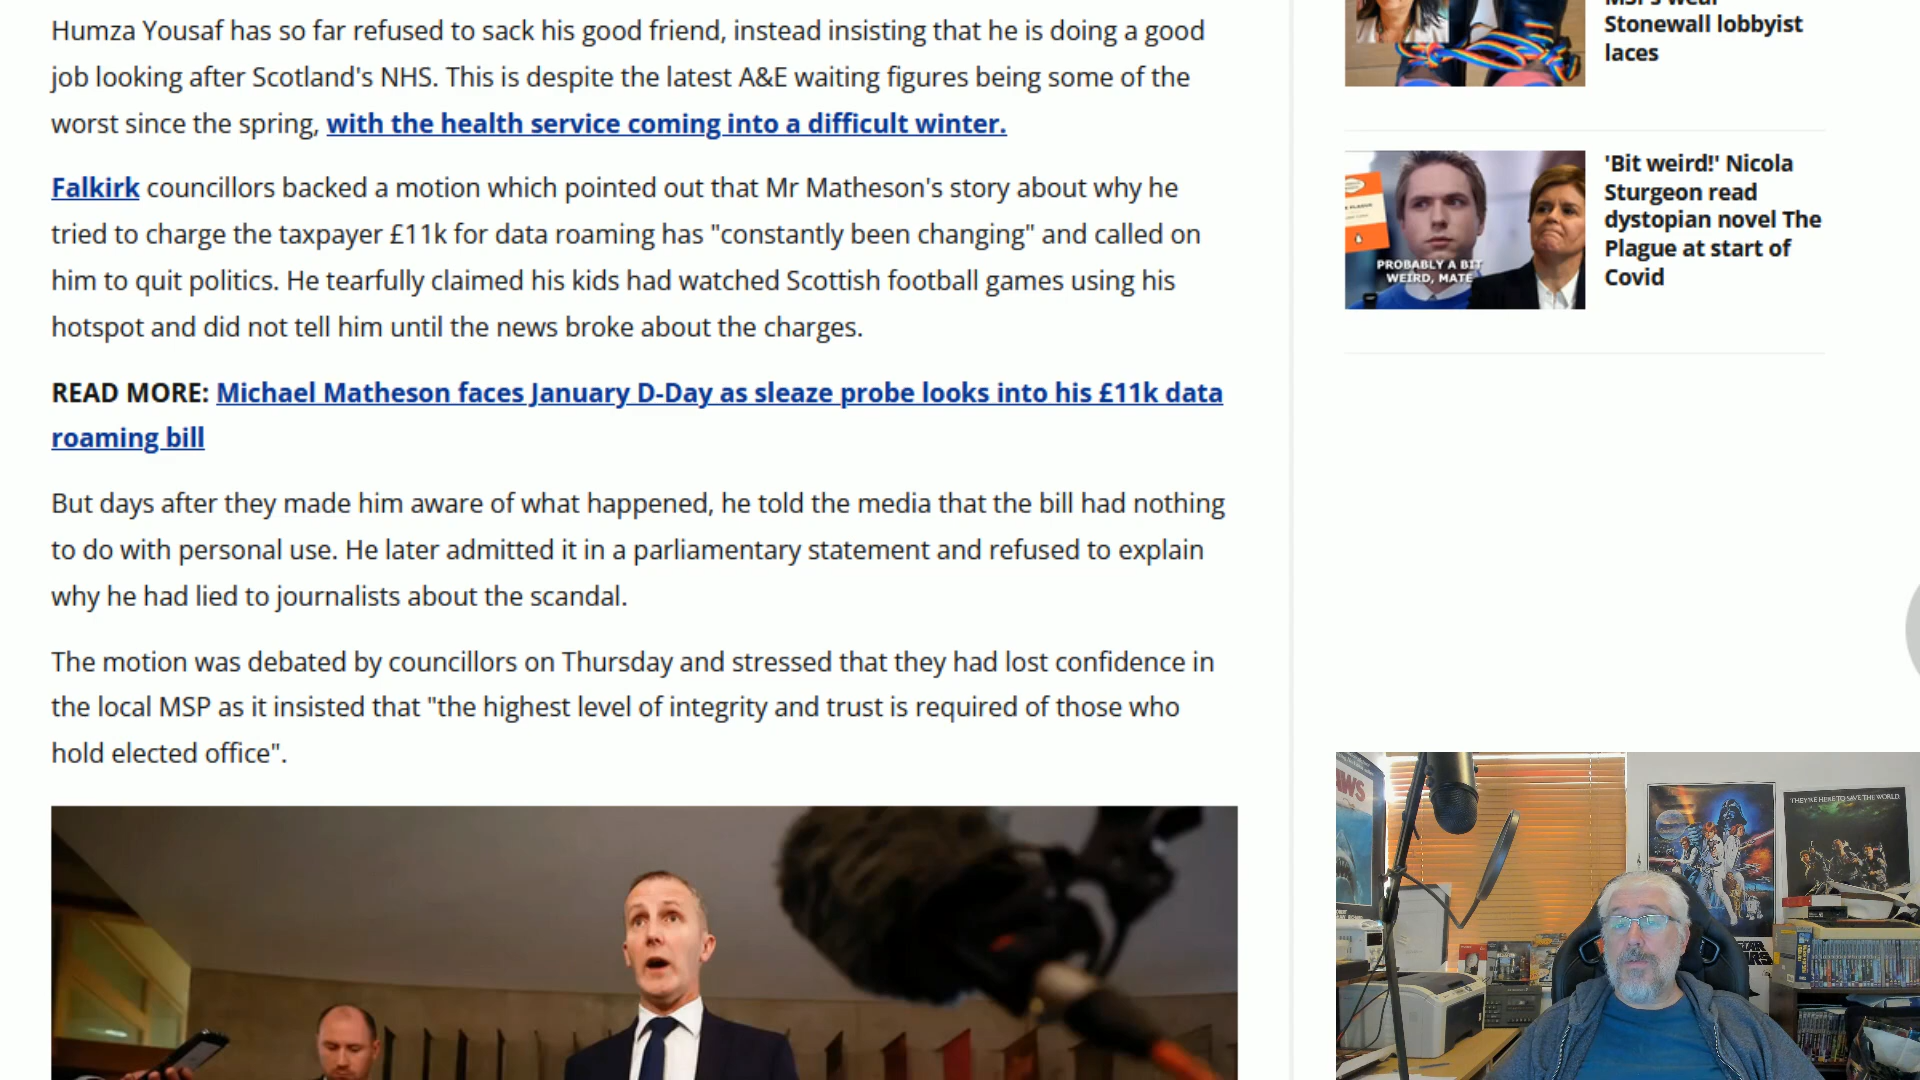 Humza Yousaf has so far refused to sack his good friend, instead insisting that he is doing a good
job looking after Scotland's NHS. This is despite the latest A&E waiting figures being some of the
worst since the spring, with the health service coming into a difficult winter.
Falkirk councillors backed a motion which pointed out that Mr Matheson's story about why he
tried to charge the taxpayer £11k for data roaming has "constantly been changing" and called on
him to quit politics. He tearfully claimed his kids had watched Scottish football games using his
hotspot and did not tell him until the news broke about the charges.
READ MORE: Michael Matheson faces January D-Day as sleaze probe looks into his £11k data
roaming bill
But days after they made him aware of what happened, he told the media that the bill had nothing
to do with personal use. He later admitted it in a parliamentary statement and refused to explain
why he had lied to journalists about the scandal.
The motion was debated by councillors on Thursday and stressed that they had lost confidence in
the local MSP as it insisted that "the highest level of integrity and trust is required of those who
hold elected office".
Stonewall lobbyist
laces
'Bit weird!' Nicola
Sturgeon read
dystopian novel The
Plague at start of
Covid
PROBABLY A BIT
WEIRD, MATE
THEY'RE HERE TO SAVE THE WORLD.